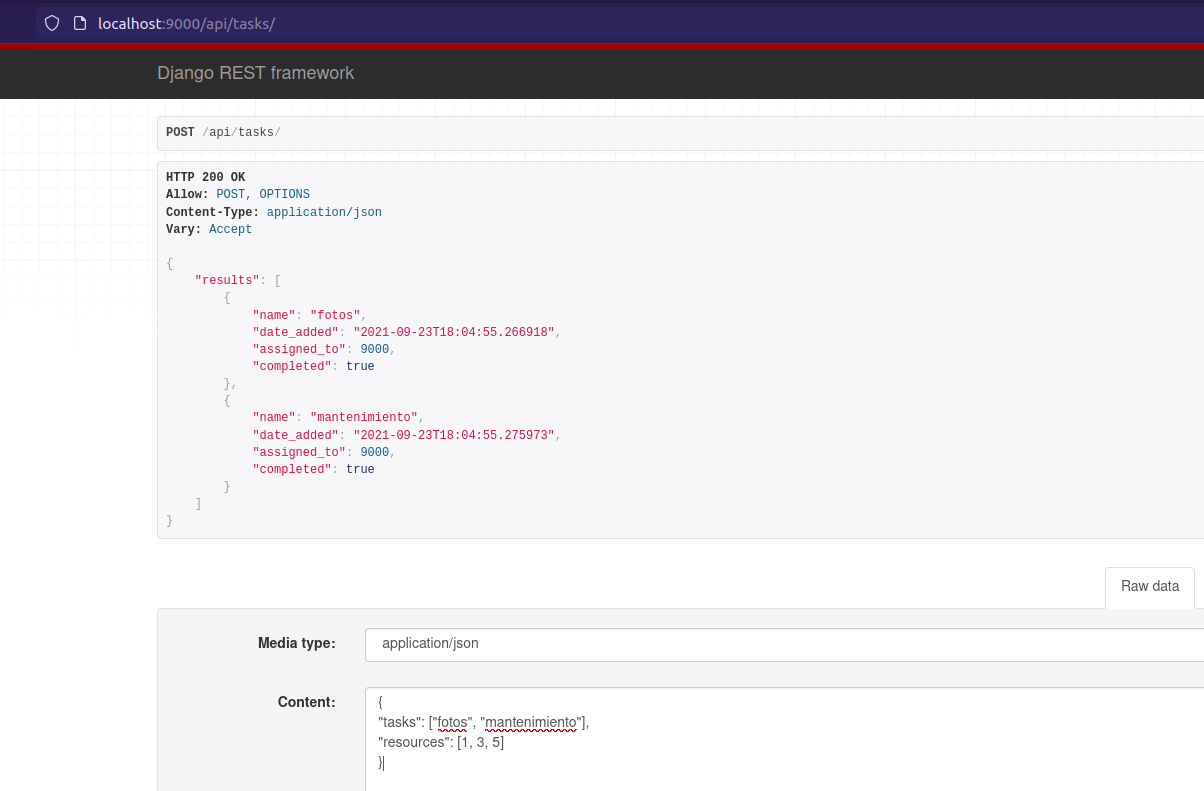 localhost:9000/api/tasks/
Django REST framework
POST /api/tasks/
HTTP 200 OK
Allow: POST, OPTIONS
Content-Type: application/json
Vary: Accept
{
    "results": [
        {
            "name": "fotos",
            "date_added": "2021-09-23T18:04:55.266918",
            "assigned_to": 9000,
            "completed": true
        },
        {
            "name": "mantenimiento",
            "date_added": "2021-09-23T18:04:55.275973",
            "assigned_to": 9000,
            "completed": true
        }
    ]
}
Raw data
Media type: application/json
Content: {
"tasks": ["fotos", "mantenimiento"],
"resources": [1, 3, 5]
}